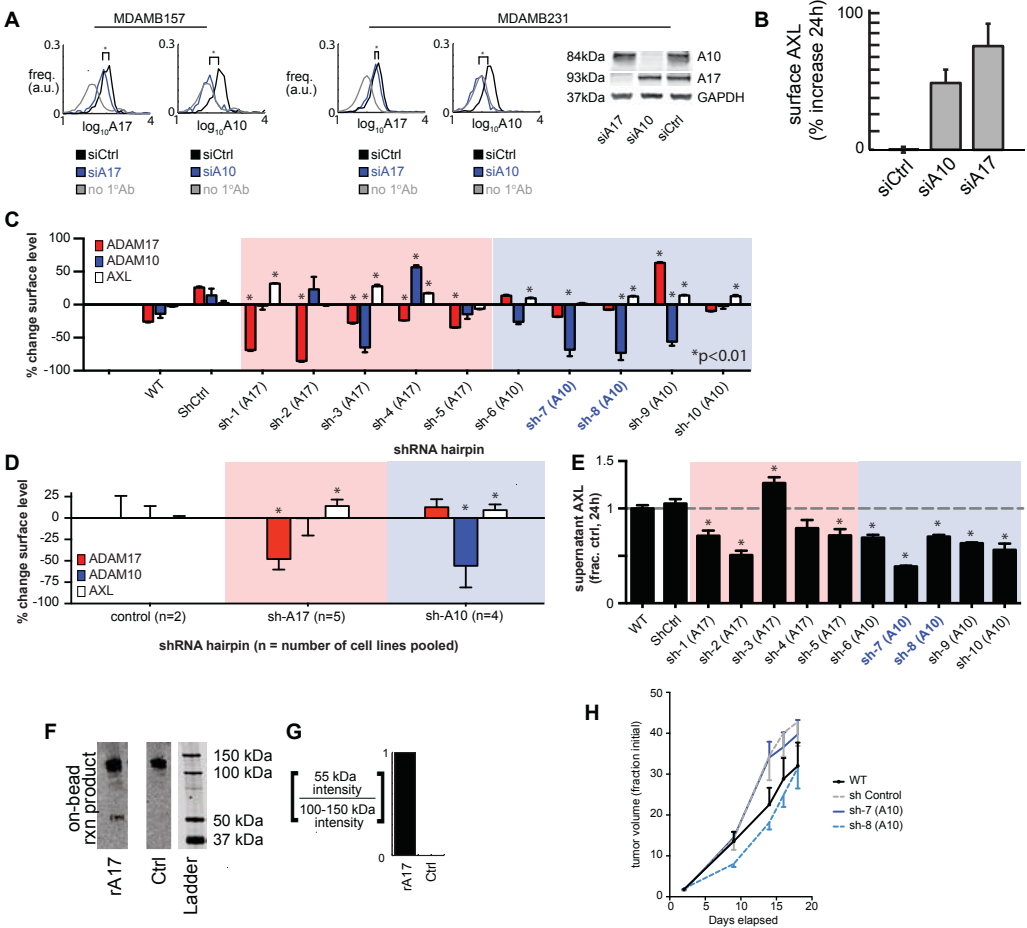 A
MDAMB157
MDAMB231
0.3
0.3
0.3
0.3
freq.
(a.u.)
freq.
(a.u.)
0
0
0
0
1 4
1 4
1 4
1 4
log10A17
log10A10
log10A17
log10A10
siCtrl
siA17
no 1°Ab
siCtrl
siA10
no 1°Ab
siCtrl
siA17
no 1°Ab
siCtrl
siA10
no 1°Ab
84kDa A10
93kDa A17
37kDa GAPDH
siA17 siA10 siCtrl
B
surface AXL
(% increase 24h)
100
0
siCtrl siA10 siA17
C
% change surface level
100
50
0
-50
-100
ADAM17
ADAM10
AXL
*p<0.01
WT
ShCtrl
sh-1 (A17)
sh-2 (A17)
sh-3 (A17)
sh-4 (A17)
sh-5 (A17)
sh-6 (A10)
sh-7 (A10)
sh-8 (A10)
sh-9 (A10)
sh-10 (A10)
shRNA hairpin
D
% change surface level
25
0
-25
-50
-75
-100
ADAM17
ADAM10
AXL
control (n=2)
sh-A17 (n=5)
sh-A10 (n=4)
shRNA hairpin (n = number of cell lines pooled)
E
supernatant AXL
(frac. ctrl, 24h)
1.5
1
0.5
0
WT
ShCtrl
sh-1 (A17)
sh-2 (A17)
sh-3 (A17)
sh-4 (A17)
sh-5 (A17)
sh-6 (A10)
sh-7 (A10)
sh-8 (A10)
sh-9 (A10)
sh-10 (A10)
F
on-bead
rxn product
150 kDa
100 kDa
50 kDa
37 kDa
rA17
Ctrl
Ladder
G
55 kDa
intensity
100-150 kDa
intensity
1
0
rA17
Ctrl
H
tumor volume (fraction initial)
50
40
30
20
10
0
0 5 10 15 20
Days elapsed
WT
sh Control
sh-7 (A10)
sh-8 (A10)